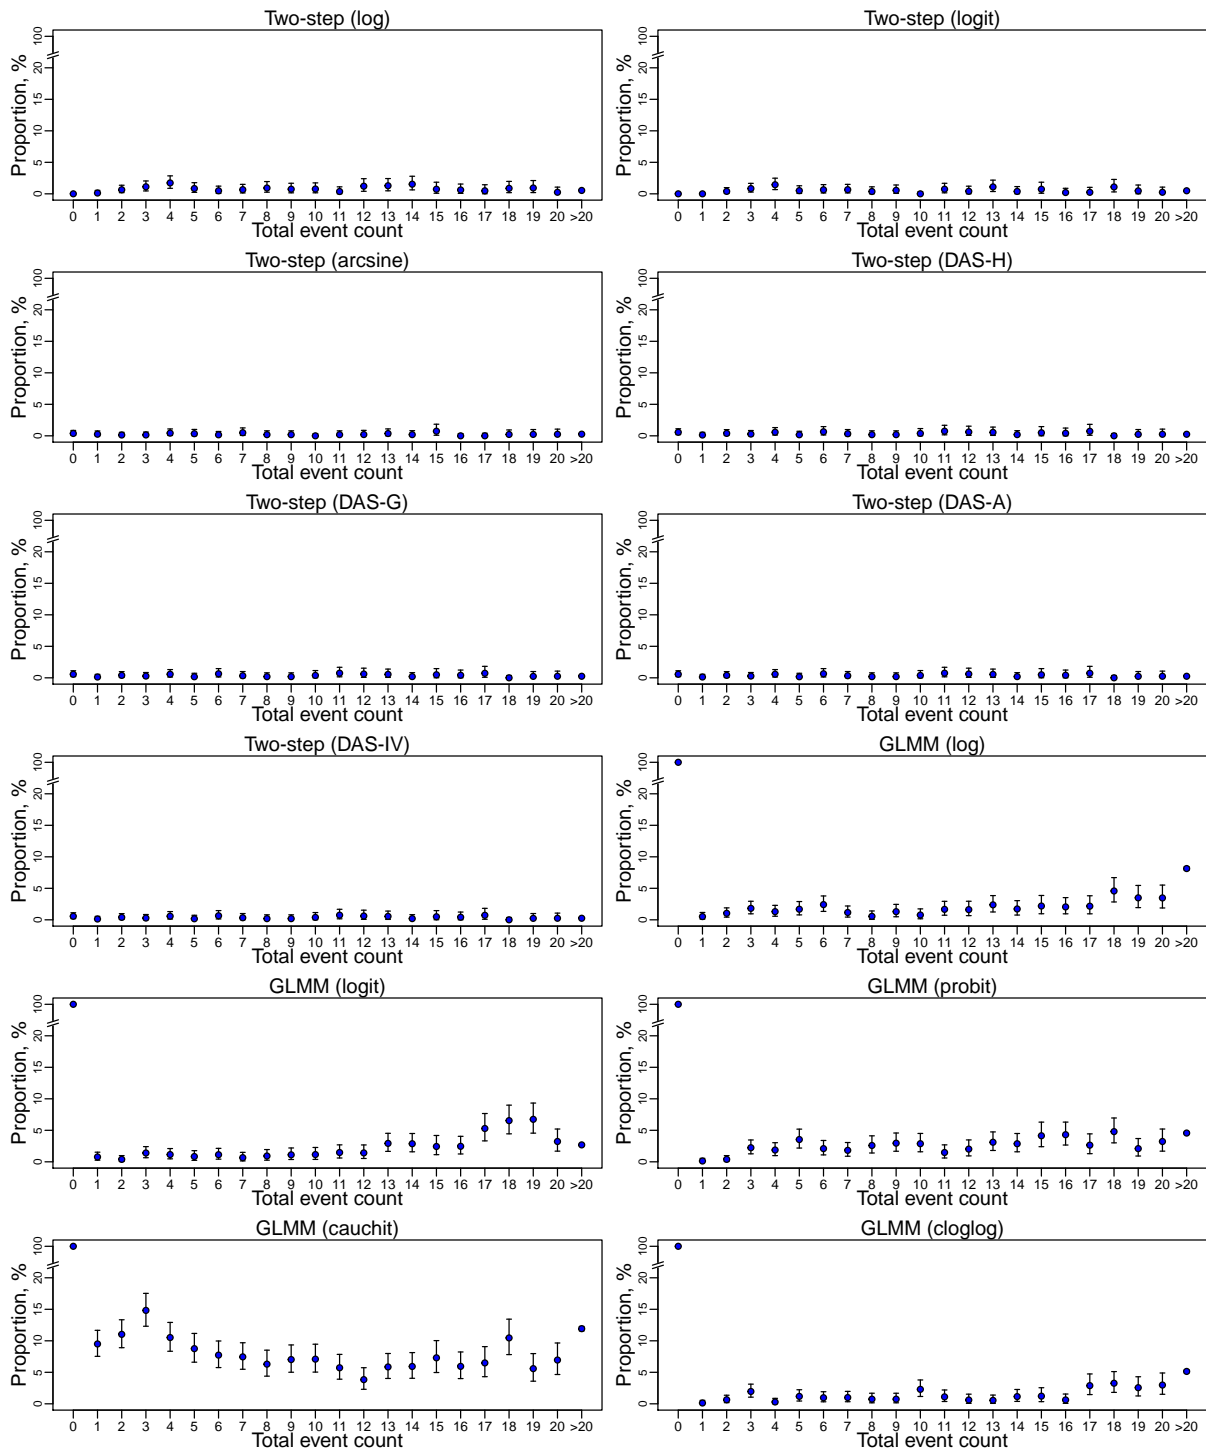 Two-step (log)
Proportion, %
0 5 10 15 20 100
0 1 2 3 4 5 6 7 8 9 10 11 12 13 14 15 16 17 18 19 20 >20
Total event count
Two-step (logit)
Proportion, %
0 5 10 15 20 100
0 1 2 3 4 5 6 7 8 9 10 11 12 13 14 15 16 17 18 19 20 >20
Total event count
Two-step (arcsine)
Proportion, %
0 5 10 15 20 100
0 1 2 3 4 5 6 7 8 9 10 11 12 13 14 15 16 17 18 19 20 >20
Total event count
Two-step (DAS-H)
Proportion, %
0 5 10 15 20 100
0 1 2 3 4 5 6 7 8 9 10 11 12 13 14 15 16 17 18 19 20 >20
Total event count
Two-step (DAS-G)
Proportion, %
0 5 10 15 20 100
0 1 2 3 4 5 6 7 8 9 10 11 12 13 14 15 16 17 18 19 20 >20
Total event count
Two-step (DAS-A)
Proportion, %
0 5 10 15 20 100
0 1 2 3 4 5 6 7 8 9 10 11 12 13 14 15 16 17 18 19 20 >20
Total event count
Two-step (DAS-IV)
Proportion, %
0 5 10 15 20 100
0 1 2 3 4 5 6 7 8 9 10 11 12 13 14 15 16 17 18 19 20 >20
Total event count
GLMM (log)
Proportion, %
0 5 10 15 20 100
0 1 2 3 4 5 6 7 8 9 10 11 12 13 14 15 16 17 18 19 20 >20
Total event count
GLMM (logit)
Proportion, %
0 5 10 15 20 100
0 1 2 3 4 5 6 7 8 9 10 11 12 13 14 15 16 17 18 19 20 >20
Total event count
GLMM (probit)
Proportion, %
0 5 10 15 20 100
0 1 2 3 4 5 6 7 8 9 10 11 12 13 14 15 16 17 18 19 20 >20
Total event count
GLMM (cauchit)
Proportion, %
0 5 10 15 20 100
0 1 2 3 4 5 6 7 8 9 10 11 12 13 14 15 16 17 18 19 20 >20
Total event count
GLMM (cloglog)
Proportion, %
0 5 10 15 20 100
0 1 2 3 4 5 6 7 8 9 10 11 12 13 14 15 16 17 18 19 20 >20
Total event count